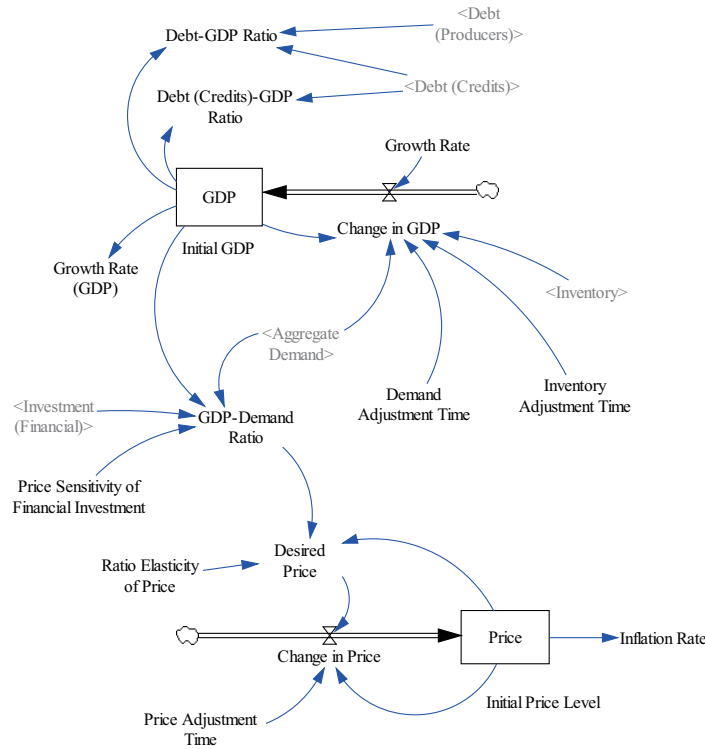 <Debt
(Producers)>
Debt-GDP Ratio
<Debt (Credits)>
Debt (Credits)-GDP
Ratio
Growth Rate
GDP
Initial GDP
Change in GDP
Growth Rate
(GDP)
<Inventory>
<Aggregate
Demand>
Demand
Adjustment Time
Inventory
Adjustment Time
<Investment
(Financial)>
GDP-Demand
Ratio
Price Sensitivity of
Financial Investment
Desired
Price
Ratio Elasticity
of Price
Price
Inflation Rate
Change in Price
Initial Price Level
Price Adjustment
Time